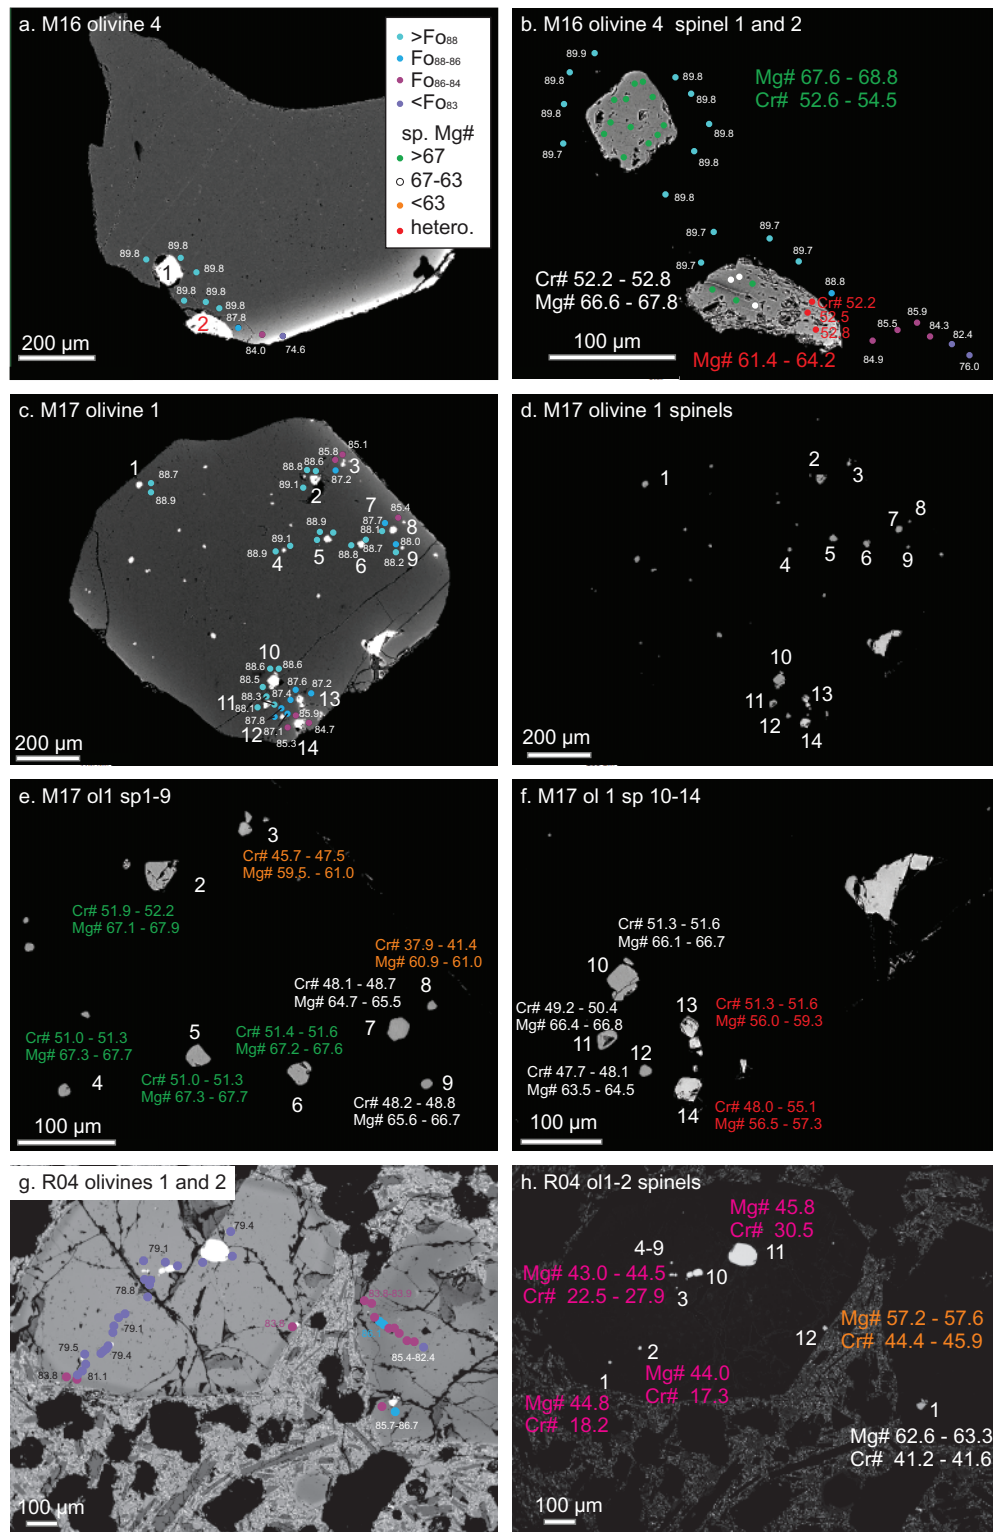 a. M16 olivine 4
>Fo88
Fo88-86
Fo86-84
<Fo83
sp. Mg#
>67
67-63
<63
hetero.
89.8
89.8
89.8
1
89.8
89.8
89.8
87.8
2
84.0
74.6
200 µm
b. M16 olivine 4 spinel 1 and 2
89.9
89.8
89.8
89.7
89.8
89.8
89.8
89.8
89.8
Mg# 67.6 - 68.8
Cr# 52.6 - 54.5
89.7
89.7
89.7
89.7
88.8
Cr# 52.2 - 52.8
Mg# 66.6 - 67.8
Cr# 52.2
52.5
52.8
85.5
85.9
84.3
82.4
84.9
76.0
100 µm
Mg# 61.4 - 64.2
c. M17 olivine 1
1
88.7
88.9
88.8
88.6
85.8
85.1
3
87.2
89.1
2
7
85.4
87.7
8
88.9
88.1
89.1
88.0
88.9
4
5
88.8
88.7
6
88.2
9
10
88.6
88.6
88.5
87.6
87.2
88.3
87.4
13
11
88.1
87.8
85.9
84.7
12
87.1
85.3
14
200 µm
d. M17 olivine 1 spinels
1
2
3
8
7
4
5
6
9
10
11
13
12
14
200 µm
e. M17 ol1 sp1-9
3
Cr# 45.7 - 47.5
Mg# 59.5. - 61.0
2
Cr# 51.9 - 52.2
Mg# 67.1 - 67.9
Cr# 37.9 - 41.4
Mg# 60.9 - 61.0
Cr# 48.1 - 48.7
Mg# 64.7 - 65.5
8
7
Cr# 51.0 - 51.3
Mg# 67.3 - 67.7
5
Cr# 51.4 - 51.6
Mg# 67.2 - 67.6
4
Cr# 51.0 - 51.3
Mg# 67.3 - 67.7
6
9
Cr# 48.2 - 48.8
Mg# 65.6 - 66.7
100 µm
f. M17 ol 1 sp 10-14
Cr# 51.3 - 51.6
Mg# 66.1 - 66.7
10
Cr# 49.2 - 50.4
Mg# 66.4 - 66.8
11
13
Cr# 51.3 - 51.6
Mg# 56.0 - 59.3
12
Cr# 47.7 - 48.1
Mg# 63.5 - 64.5
14
Cr# 48.0 - 55.1
Mg# 56.5 - 57.3
100 µm
g. R04 olivines 1 and 2
79.4
79.1
78.8
79.1
79.5
79.4
83.8
81.1
83.8
83.8-83.9
85.4-82.4
85.7-86.7
100 µm
h. R04 ol1-2 spinels
Mg# 45.8
Cr# 30.5
4-9
11
Mg# 43.0 - 44.5
Cr# 22.5 - 27.9
10
3
Mg# 57.2 - 57.6
Cr# 44.4 - 45.9
12
2
Mg# 44.0
Cr# 17.3
1
Mg# 44.8
Cr# 18.2
1
Mg# 62.6 - 63.3
Cr# 41.2 - 41.6
100 µm